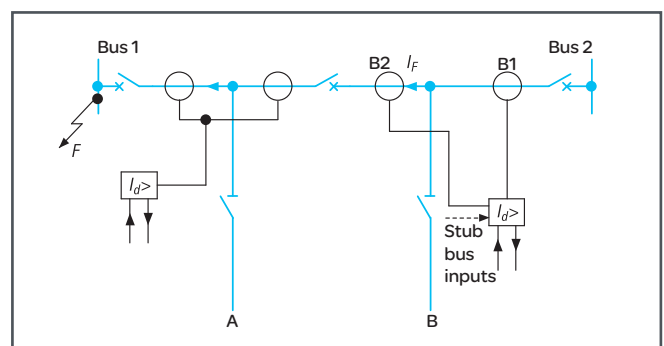 Bus 1
B2
I_F
B1
Bus 2
F
I_d>
I_d>
Stub
bus
inputs
A
B